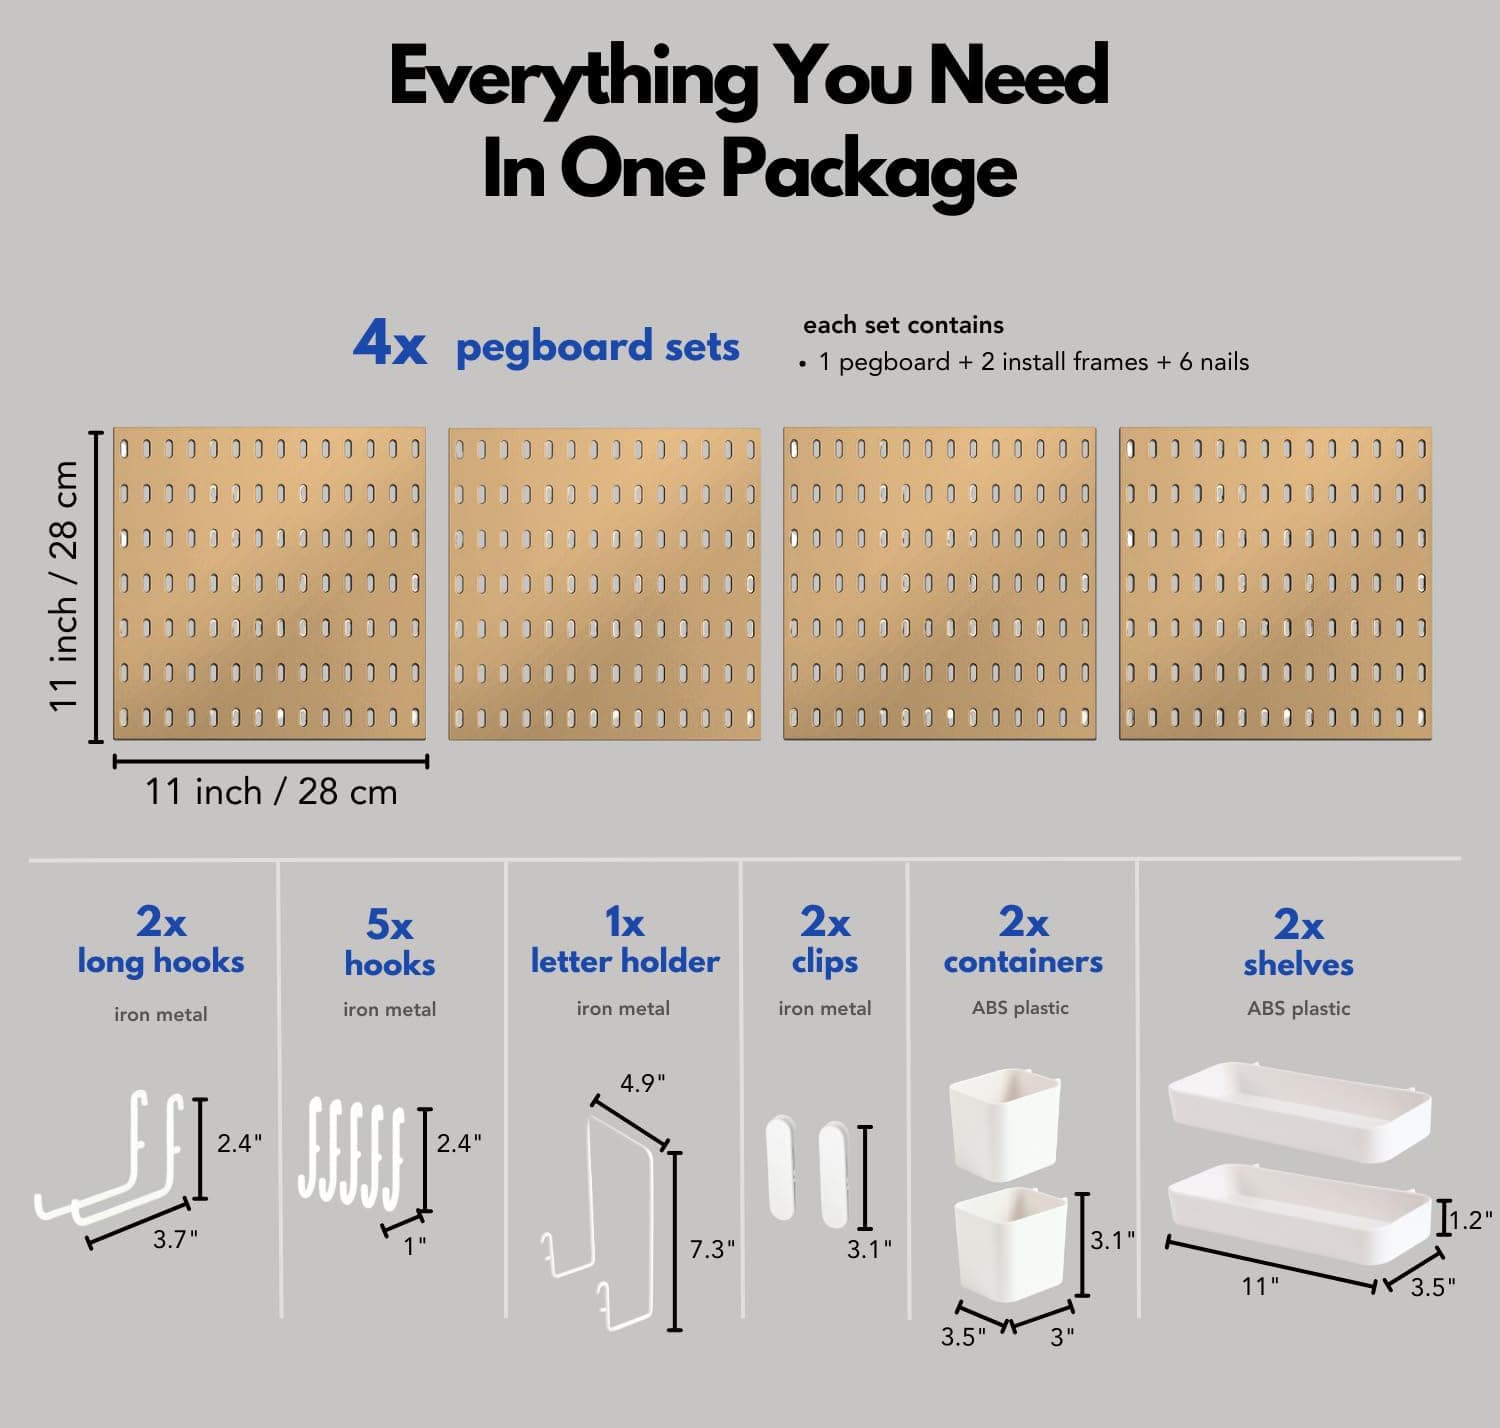 Everything You Need
In One Package
4x pegboard sets
each set contains
• 1 pegboard + 2 install frames + 6 nails
11 inch / 28 cm
11 inch / 28 cm
2x
long hooks
iron metal
2.4"
3.7"
5x
hooks
iron metal
2.4"
1"
1x
letter holder
iron metal
4.9"
7.3"
2x
clips
iron metal
3.1"
2x
containers
ABS plastic
3.1"
3.5"
3"
2x
shelves
ABS plastic
1.2"
11"
3.5"